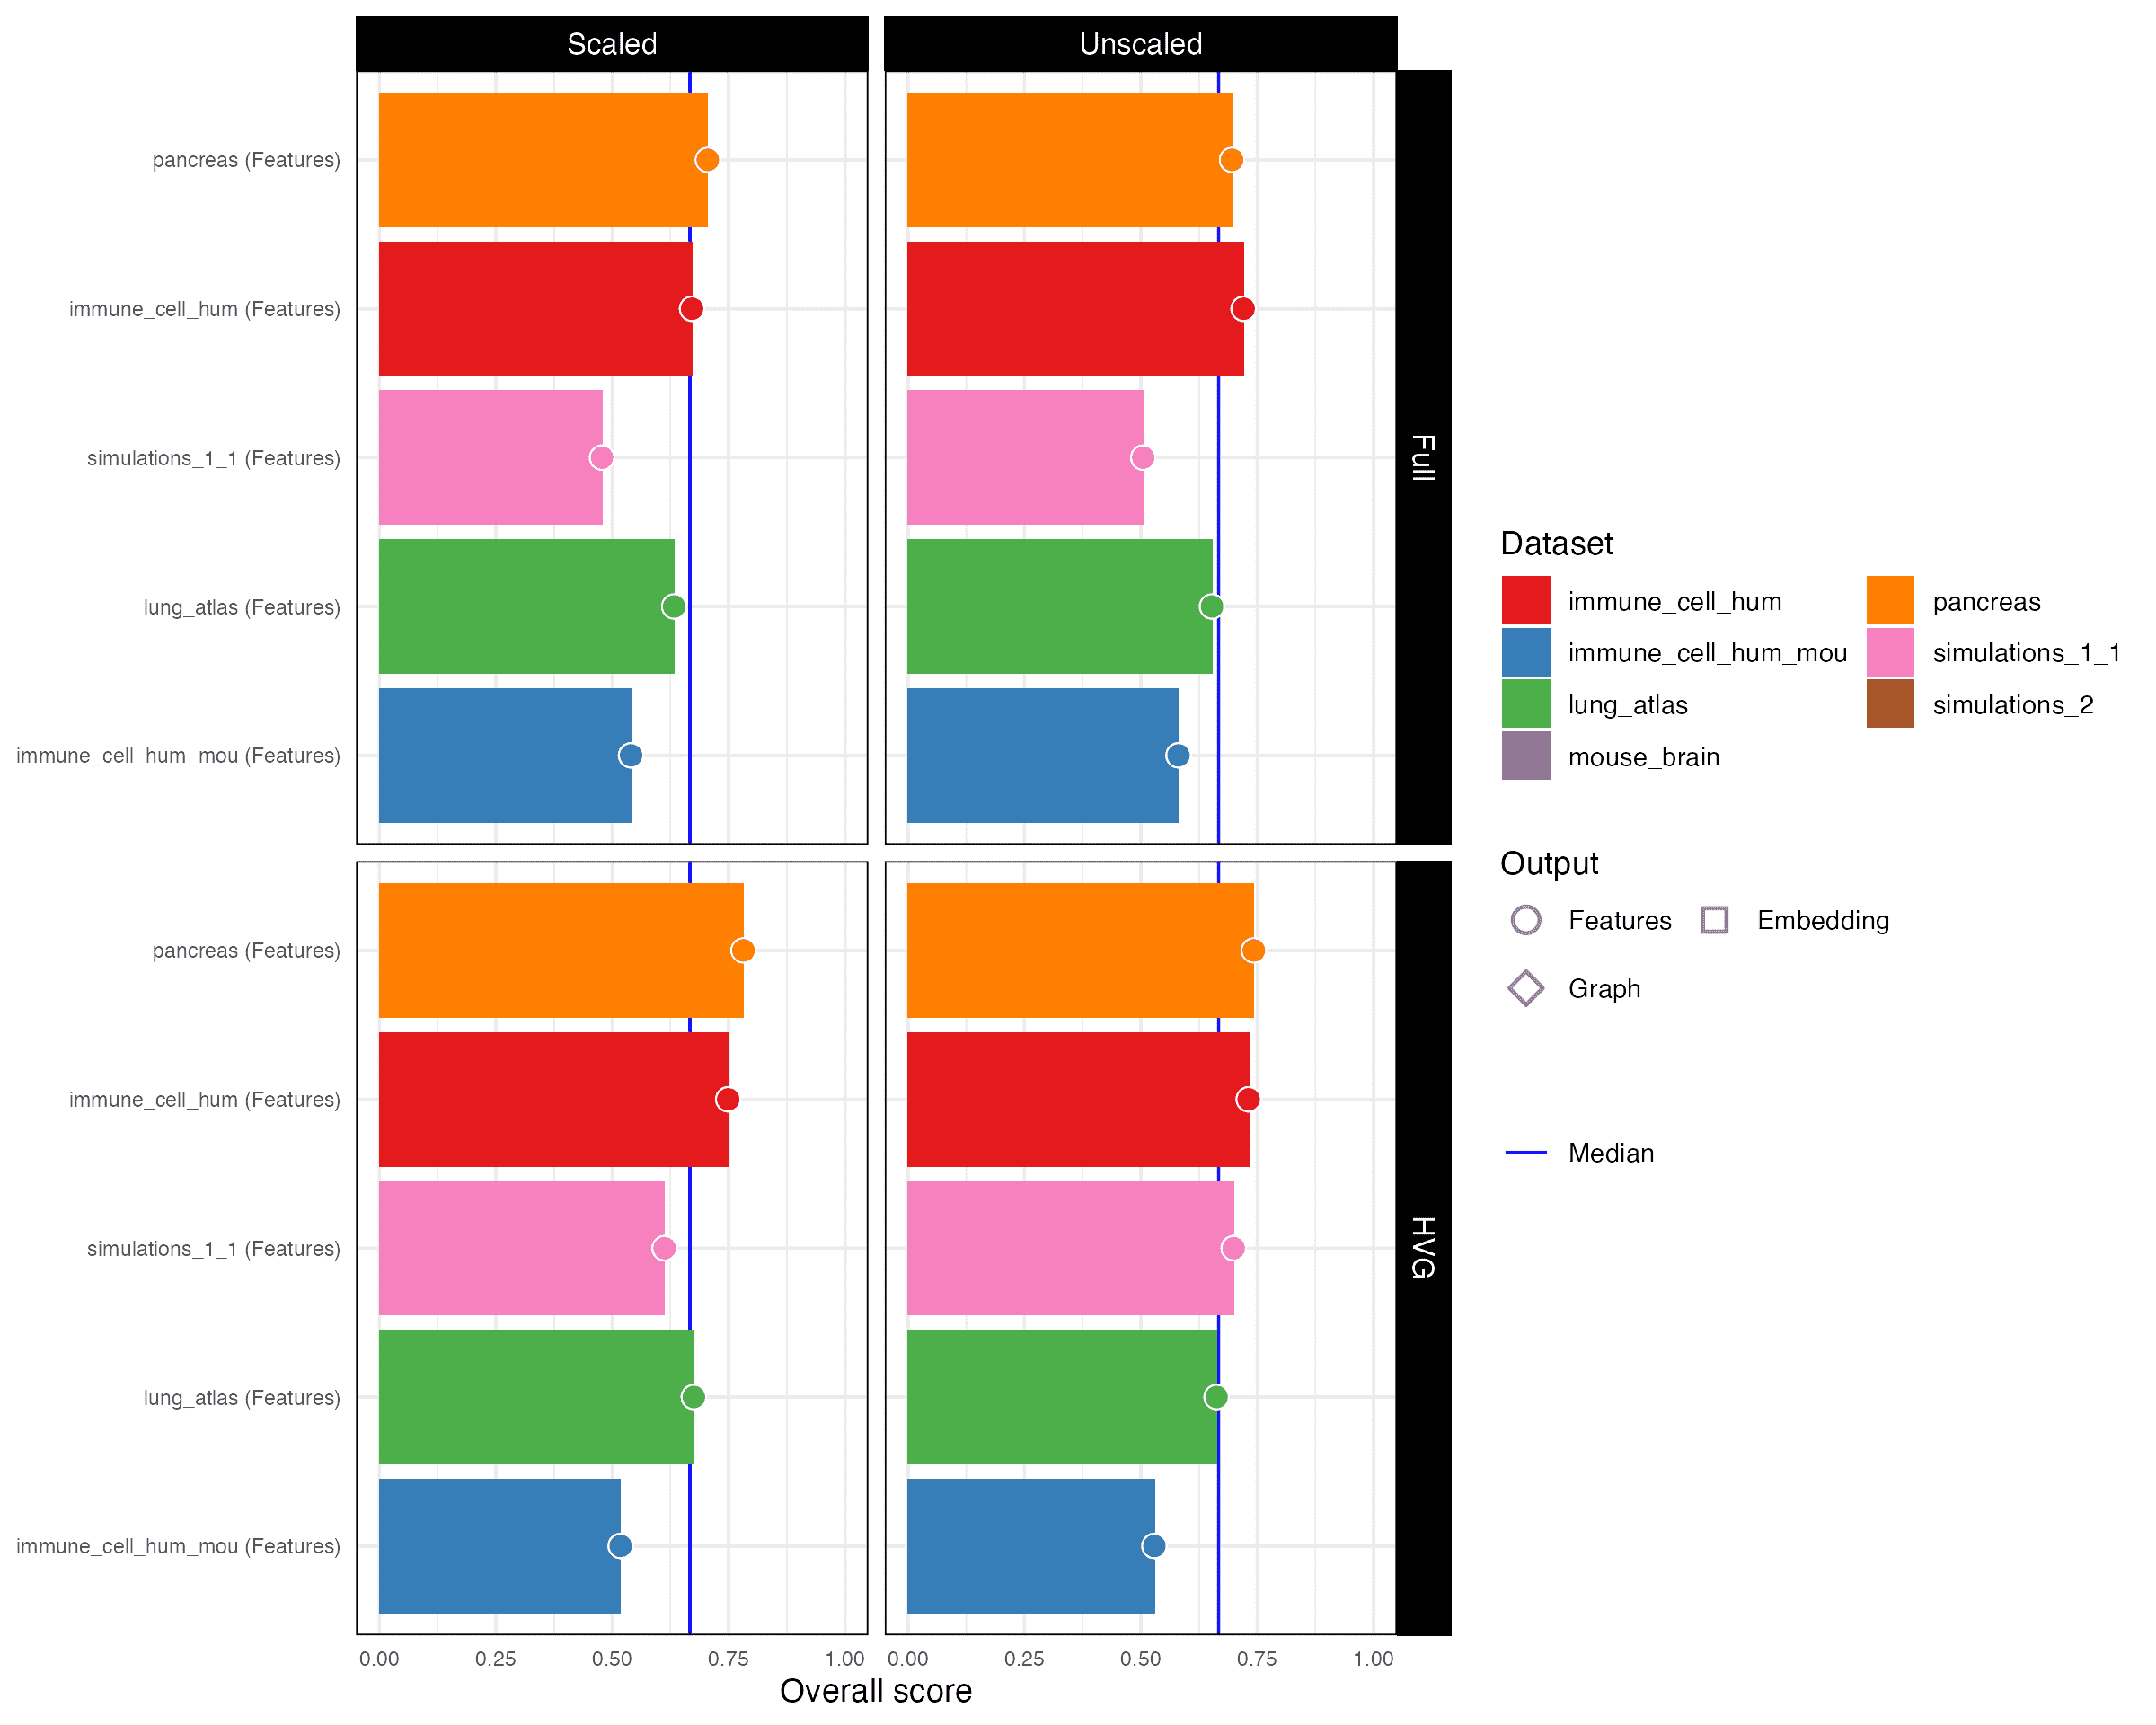 Scaled
Unscaled
pancreas (Features)
immune_cell_hum (Features)
simulations_1_1 (Features)
lung_atlas (Features)
immune_cell_hum_mou (Features)
Full
pancreas (Features)
immune_cell_hum (Features)
simulations_1_1 (Features)
lung_atlas (Features)
immune_cell_hum_mou (Features)
HVG
0.00 0.25 0.50 0.75 1.00
0.00 0.25 0.50 0.75 1.00
Overall score
Dataset
immune_cell_hum
immune_cell_hum_mou
lung_atlas
mouse_brain
pancreas
simulations_1_1
simulations_2
Output
Features
Embedding
Graph
Median